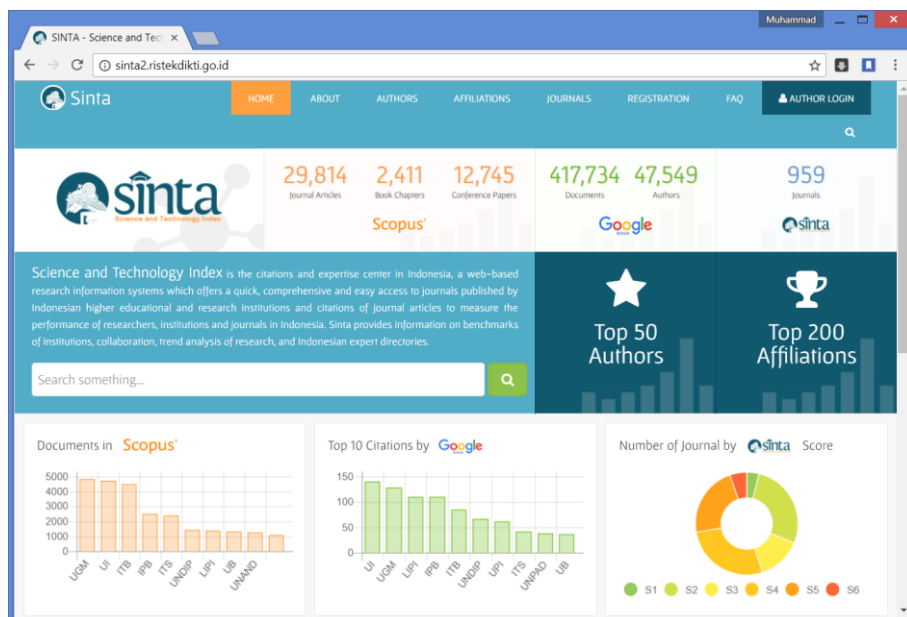 Muhammad
SINTA - Science and Tec
sinta2.ristekdikti.go.id
Sinta
HOME ABOUT AUTHORS AFFILIATIONS JOURNALS REGISTRATION FAQ AUTHOR LOGIN
sinta
Science and Technology Index
29,814 2,411 12,745
Journal Articles Book Chapters Conference Papers
Scopus
417,734 47,549
Documents Authors
Google
959
Journals
sinta
Science and Technology Index is the citations and expertise center in Indonesia, a web-based
research information systems which offers a quick, comprehensive and easy access to journals published by
Indonesian higher educational and research institutions and citations of journal articles to measure the
performance of researchers, institutions and journals in Indonesia. Sinta provides information on benchmarks
of institutions, collaboration, trend analysis of research, and Indonesian expert directories.
Search something...
Top 50
Authors
Top 200
Affiliations
Documents in Scopus
5000
4000
3000
2000
1000
0
UGM UI ITB IPB ITS UNDIP LIPI UB UNAND
Top 10 Citations by Google
150
100
50
0
UI UGM LIPI IPB ITB UNDIP UPI ITS UNPAD UB
Number of Journal by sinta Score
S1 S2 S3 S4 S5 S6